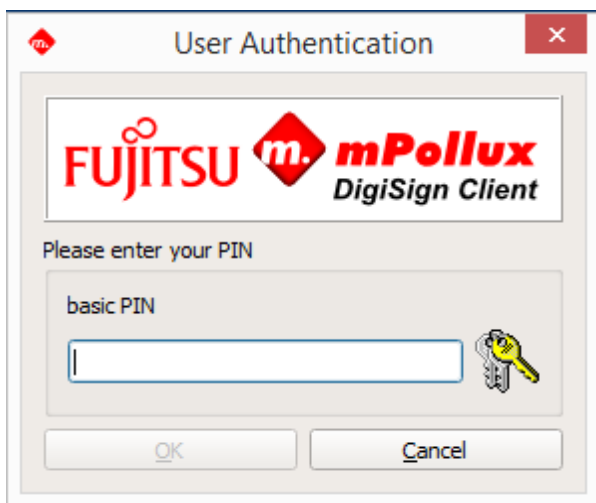 User Authentication
FUJITSU m. mPollux
DigiSign Client
Please enter your PIN
basic PIN
OK
Cancel